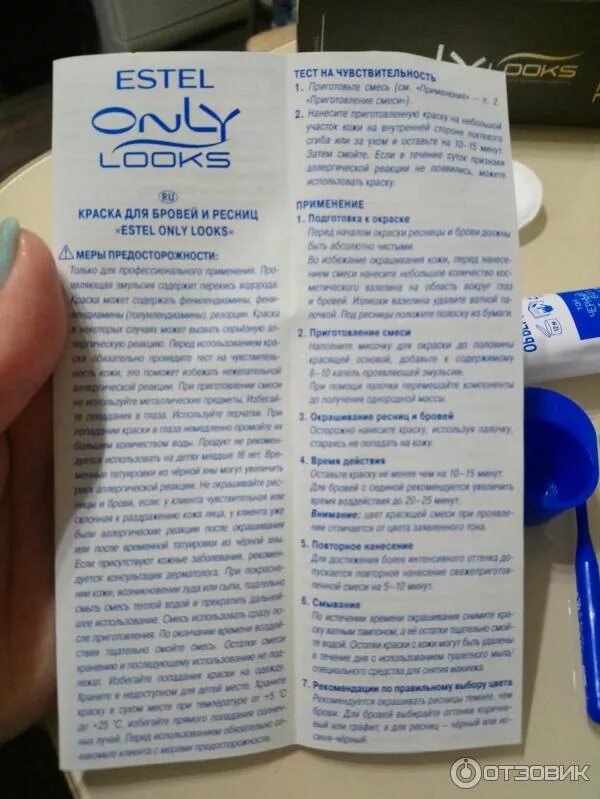 ESTEL
ONLY
LOOKS
RU
КРАСКА ДЛЯ БРОВЕЙ И РЕСНИЦ
«ESTEL ONLY LOOKS»
МЕРЫ ПРЕДОСТОРОЖНОСТИ:
Только для профессионального применения. Про-
являющая эмульсия содержит перекись водорода.
Краска может содержать фенилендиамины, фени-
лендиамины (толуилендиамины), резорцин. Краска
в некоторых случаях может вызвать серьёзную ал-
лергическую реакцию. Перед использованием кра-
ски обязательно проведите тест на чувствитель-
ность кожи, это поможет избежать нежелательной
аллергической реакции. При приготовлении смеси
не используйте металлические предметы. Избегай-
те попадания в глаза. Используйте перчатки. При
попадании краски в глаза немедленно промойте их
большим количеством воды. Продукт не рекомен-
дуется использовать на детях младше 16 лет. Вре-
менные татуировки из чёрной хны могут увеличить
риск аллергической реакции. Не окрашивайте рес-
ницы и брови, если: у клиента чувствительная или
склонная к раздражению кожа лица, у клиента уже
были аллергические реакции после окрашивания
или после временной татуировки из чёрной хны.
Если присутствуют кожные заболевания, рекомен-
дуется консультация дерматолога. При покрасне-
нии кожи, возникновении зуда или сыпи, тщательно
смыть смесь теплой водой и прекратить дальней-
шее использование. Смесь использовать сразу по-
сле приготовления. По окончании времени воздей-
ствия тщательно смойте смесь. Остатки смеси
хранению и последующему использованию не под-
лежат. Избегайте попадания краски на одежду.
Храните в недоступном для детей месте. Храните
краску в сухом месте при температуре от +5 °С
до +25 °С, избегайте прямого попадания солнеч-
ных лучей. Перед использованием обязательно оз-
накомьте клиента с мерами предосторожности.
ТЕСТ НА ЧУВСТВИТЕЛЬНОСТЬ
1. Приготовьте смесь (см. «Применение» – п. 2.
«Приготовление смеси»).
2. Нанесите приготовленную краску на небольшой
участок кожи на внутренней стороне локтевого
сгиба или за ухом и оставьте на 10–15 минут.
Затем смойте. Если в течение суток признаки
аллергической реакции не появились, можете
использовать краску.
ПРИМЕНЕНИЕ
1. Подготовка к окраске
Перед началом окраски ресницы и брови должны
быть абсолютно чистыми.
Во избежание окрашивания кожи, перед нанесе-
нием смеси нанесите небольшое количество кос-
метического вазелина на область вокруг глаз
и бровей. Излишки вазелина удалите ватной па-
лочкой. Под ресницы положите полоску из бумаги.
2. Приготовление смеси
Наполните мисочку для окраски до половины
красящей основой, добавьте к содержимому
8–10 капель проявляющей эмульсии.
При помощи палочки перемешайте компоненты
до получения однородной массы
3. Окрашивание ресниц и бровей
Осторожно нанесите краску, используя палочку,
стараясь не попадать на кожу.
4. Время действия
Оставьте краску не менее чем на 10–15 минут.
Для бровей с сединой рекомендуется увеличить
время воздействия до 20–25 минут.
Внимание: цвет красящей смеси при прояв-
лении отличается от цвета заявленного тона.
5. Повторное нанесение
Для достижения более интенсивного оттенка до-
пускается повторное нанесение свежеприготов-
ленной смеси на 5–10 минут.
6. Смывание
По истечении времени окрашивания снимите кра-
ску ватным тампоном, а её остатки тщательно смой-
те водой. Остатки краски с кожи могут быть удалены
в течение дня с использованием туалетного мыла/
специального средства для снятия макияжа.
7. Рекомендации по правильному выбору цвета
Рекомендуется окрашивать ресницы темнее, чем
брови. Для бровей выбирайте оттенки коричне-
вый или графит, а для ресниц – чёрный или ис-
синя-чёрный.
LOOKS
ОТЗОВИК